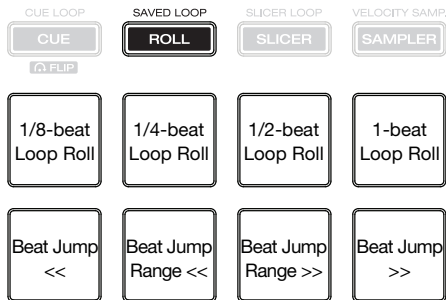 CUE LOOP SAVED LOOP SLICER LOOP VELOCITY SAMP.
CUE ROLL SLICER SAMPLER
FLIP
1/8-beat Loop Roll
1/4-beat Loop Roll
1/2-beat Loop Roll
1-beat Loop Roll
Beat Jump <<
Beat Jump Range <<
Beat Jump Range >>
Beat Jump >>